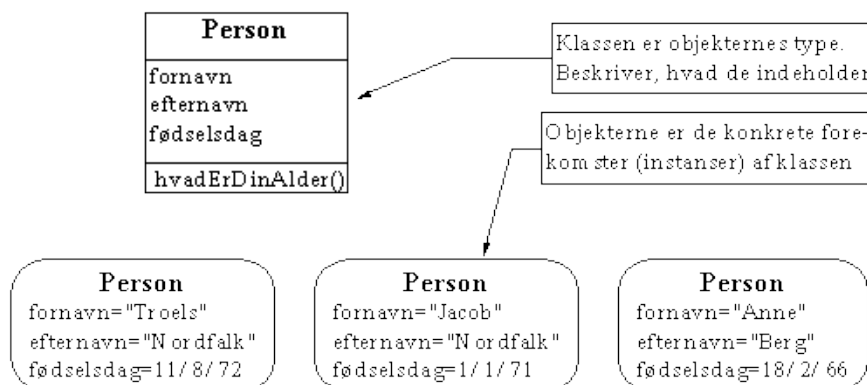 Person
fornavn
efternavn
fødselsdag
hvadErDinAlder()
Klassen er objekternes type.
Beskriver, hvad de indeholder
Objekterne er de konkrete fore-
komster (instanser) af klassen
Person
fornavn="Troels"
efternavn="Nordfalk"
fødselsdag=11/8/72
Person
fornavn="Jacob"
efternavn="Nordfalk"
fødselsdag=1/1/71
Person
fornavn="Anne"
efternavn="Berg"
fødselsdag=18/2/66